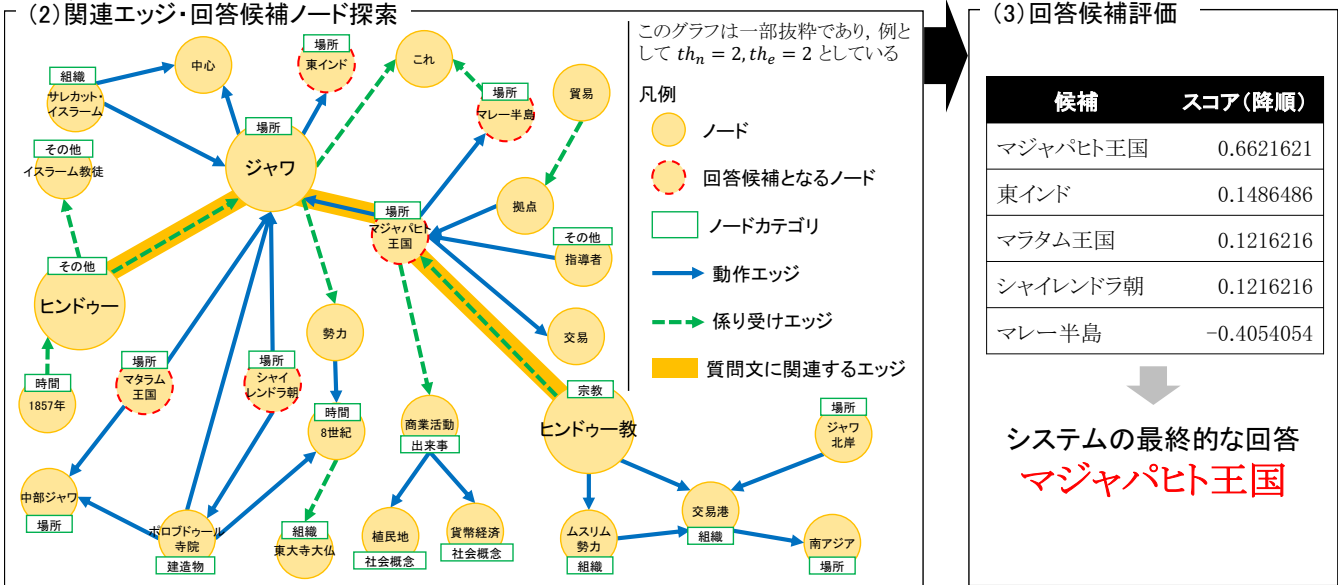 (2)関連エッジ・回答候補ノード探索
このグラフは一部抜粋であり, 例と
して th_n = 2, th_e = 2 としている
凡例
ノード
回答候補となるノード
ノードカテゴリ
動作エッジ
係り受けエッジ
質問文に関連するエッジ
組織
サレカット・
イスラーム
中心
場所
東インド
これ
場所
マレー半島
貿易
その他
イスラーム教徒
場所
ジャワ
拠点
場所
マジャパヒト
王国
その他
指導者
その他
ヒンドゥー
勢力
交易
時間
1857年
場所
マタラム
王国
場所
シャイ
レンドラ朝
時間
8世紀
商業活動
出来事
宗教
ヒンドゥー教
場所
ジャワ
北岸
中部ジャワ
場所
ボロブドゥール
寺院
建造物
組織
東大寺大仏
植民地
社会概念
貨幣経済
社会概念
ムスリム
勢力
組織
交易港
組織
南アジア
場所
(3)回答候補評価
候補 スコア(降順)
マジャパヒト王国 0.6621621
東インド 0.1486486
マラタム王国 0.1216216
シャイレンドラ朝 0.1216216
マレー半島 −0.4054054
システムの最終的な回答
マジャパヒト王国